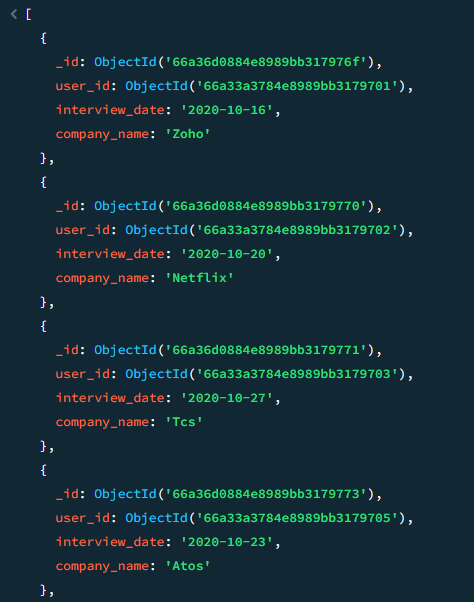 [
{
_id: ObjectId('66a36d0884e8989bb317976f'),
user_id: ObjectId('66a33a3784e8989bb3179701'),
interview_date: '2020-10-16',
company_name: 'Zoho'
},
{
_id: ObjectId('66a36d0884e8989bb3179770'),
user_id: ObjectId('66a33a3784e8989bb3179702'),
interview_date: '2020-10-20',
company_name: 'Netflix'
},
{
_id: ObjectId('66a36d0884e8989bb3179771'),
user_id: ObjectId('66a33a3784e8989bb3179703'),
interview_date: '2020-10-27',
company_name: 'Tcs'
},
{
_id: ObjectId('66a36d0884e8989bb3179773'),
user_id: ObjectId('66a33a3784e8989bb3179705'),
interview_date: '2020-10-23',
company_name: 'Atos'
},